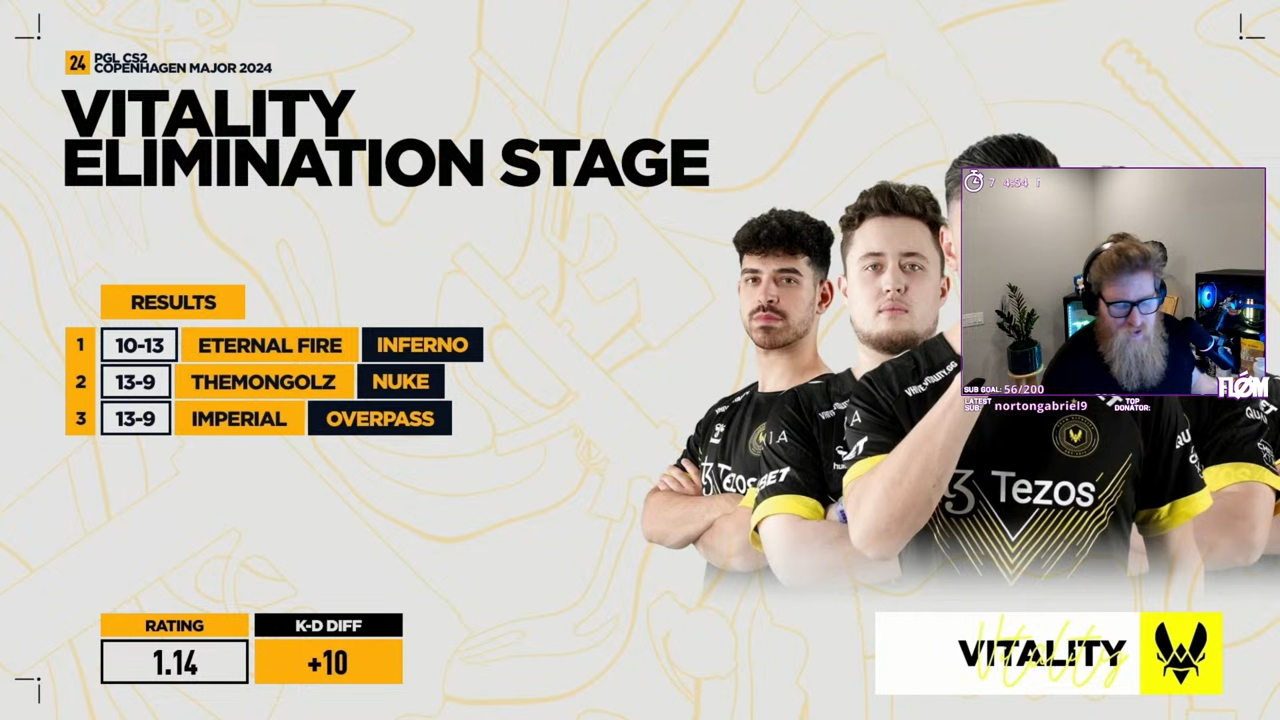 24 PGL CS2
COPENHAGEN MAJOR 2024
VITALITY
ELIMINATION STAGE
RESULTS
1 10-13 ETERNAL FIRE INFERNO
2 13-9 THEMONGOLZ NUKE
3 13-9 IMPERIAL OVERPASS
RATING K-D DIFF
1.14 +10
4:54
SUB GOAL: 56/200
FLØM
LATEST SUB: nortongabriel9 TOP DONATOR:
Tezos
VITALITY